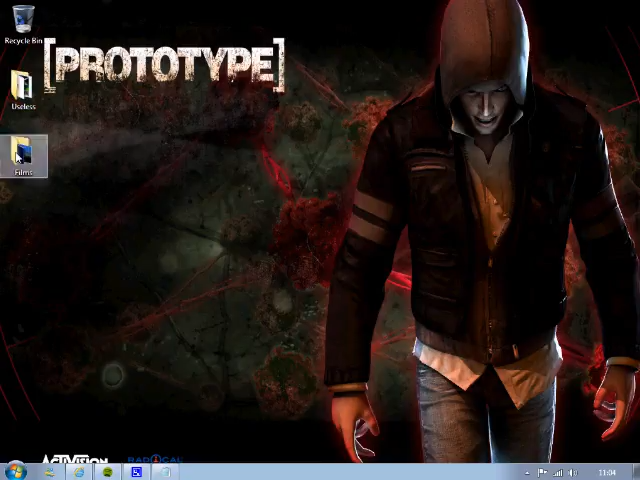 Recycle Bin
[PROTOTYPE]
Useless
Films
ACTIVISION
RADICAL
11:04